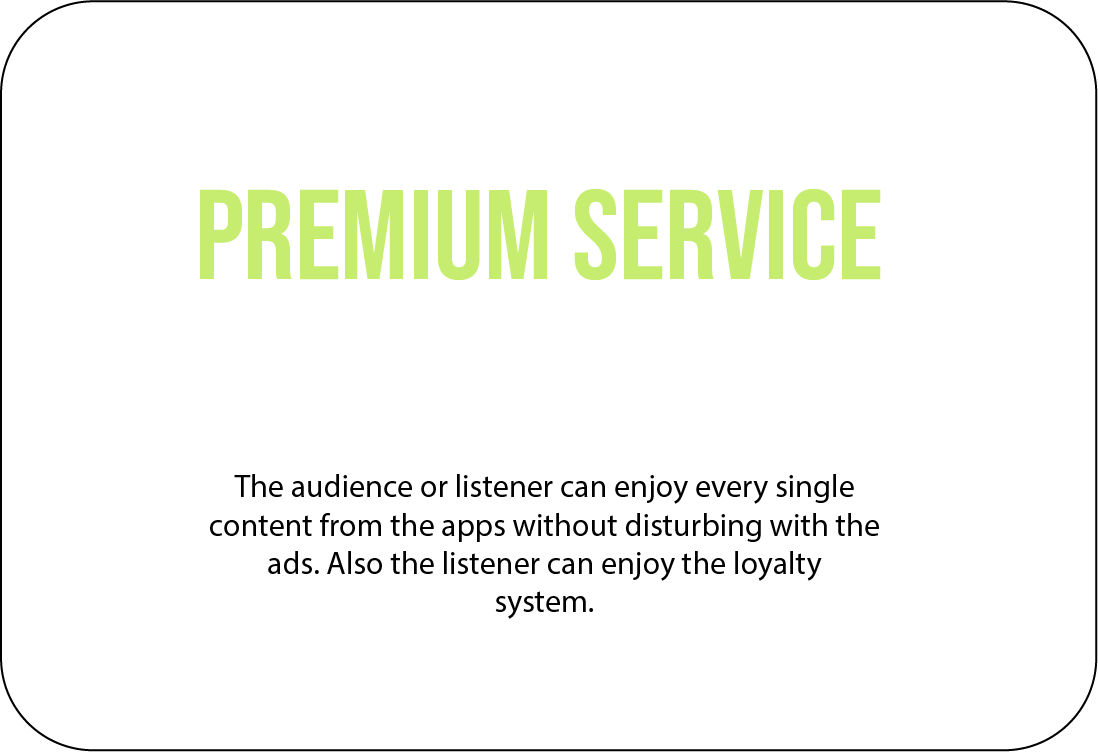 PREMIUM SERVICE
The audience or listener can enjoy every single
content from the apps without disturbing with the
ads. Also the listener can enjoy the loyalty
system.